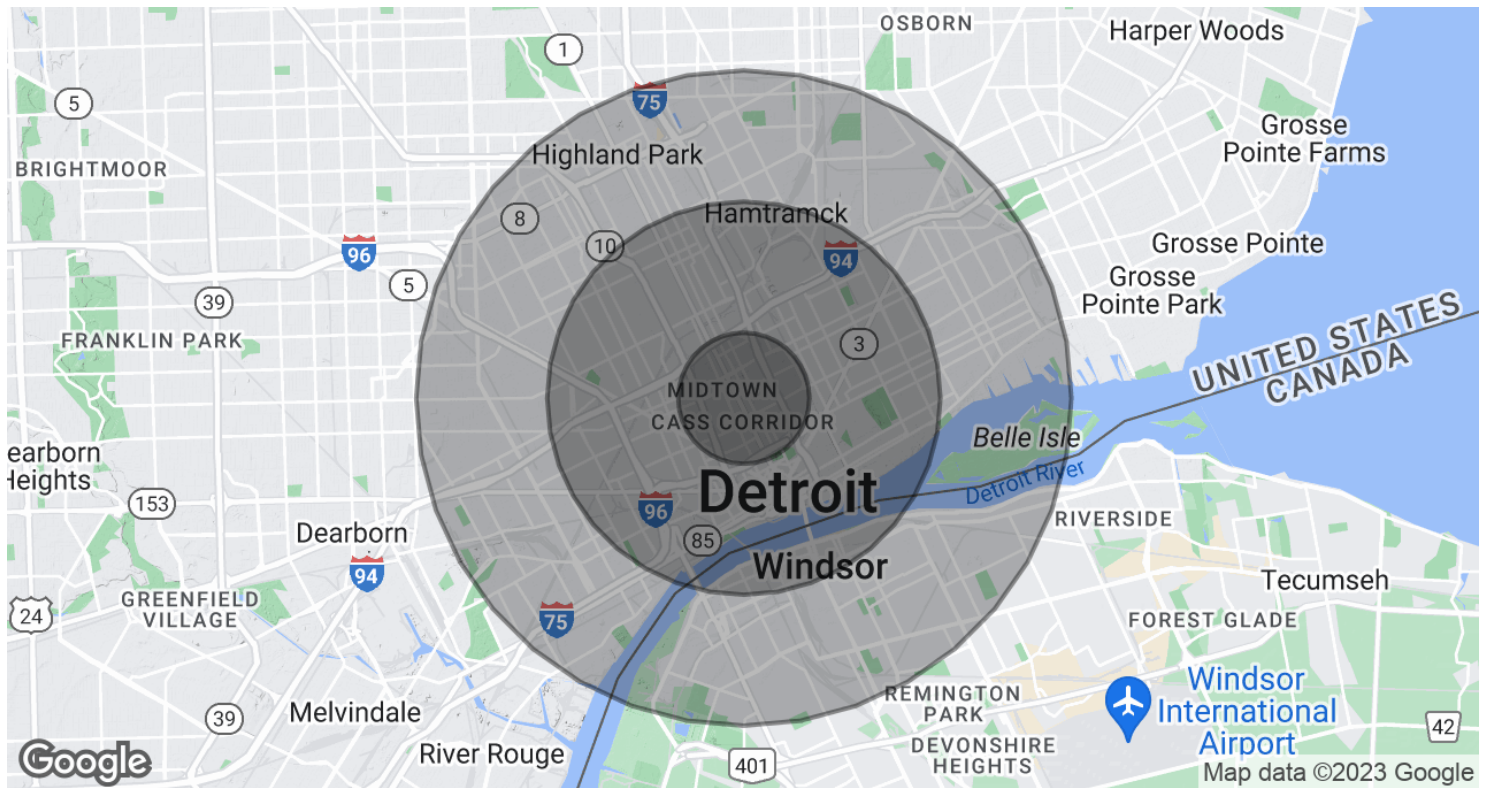 OSBORN
Harper Woods
1
75
5
Grosse
Pointe Farms
Highland Park
BRIGHTMOOR
8
Hamtramck
10
96
94
Grosse Pointe
5
39
Grosse
Pointe Park
FRANKLIN PARK
3
UNITED STATES
CANADA
MIDTOWN
CASS CORRIDOR
Belle Isle
earborn
Heights
Detroit River
Detroit
153
96
Dearborn
85
RIVERSIDE
94
Windsor
Tecumseh
24
GREENFIELD
VILLAGE
75
FOREST GLADE
REMINGTON
PARK
Windsor
International
Airport
39
Melvindale
42
River Rouge
DEVONSHIRE
HEIGHTS
401
Google
Map data ©2023 Google